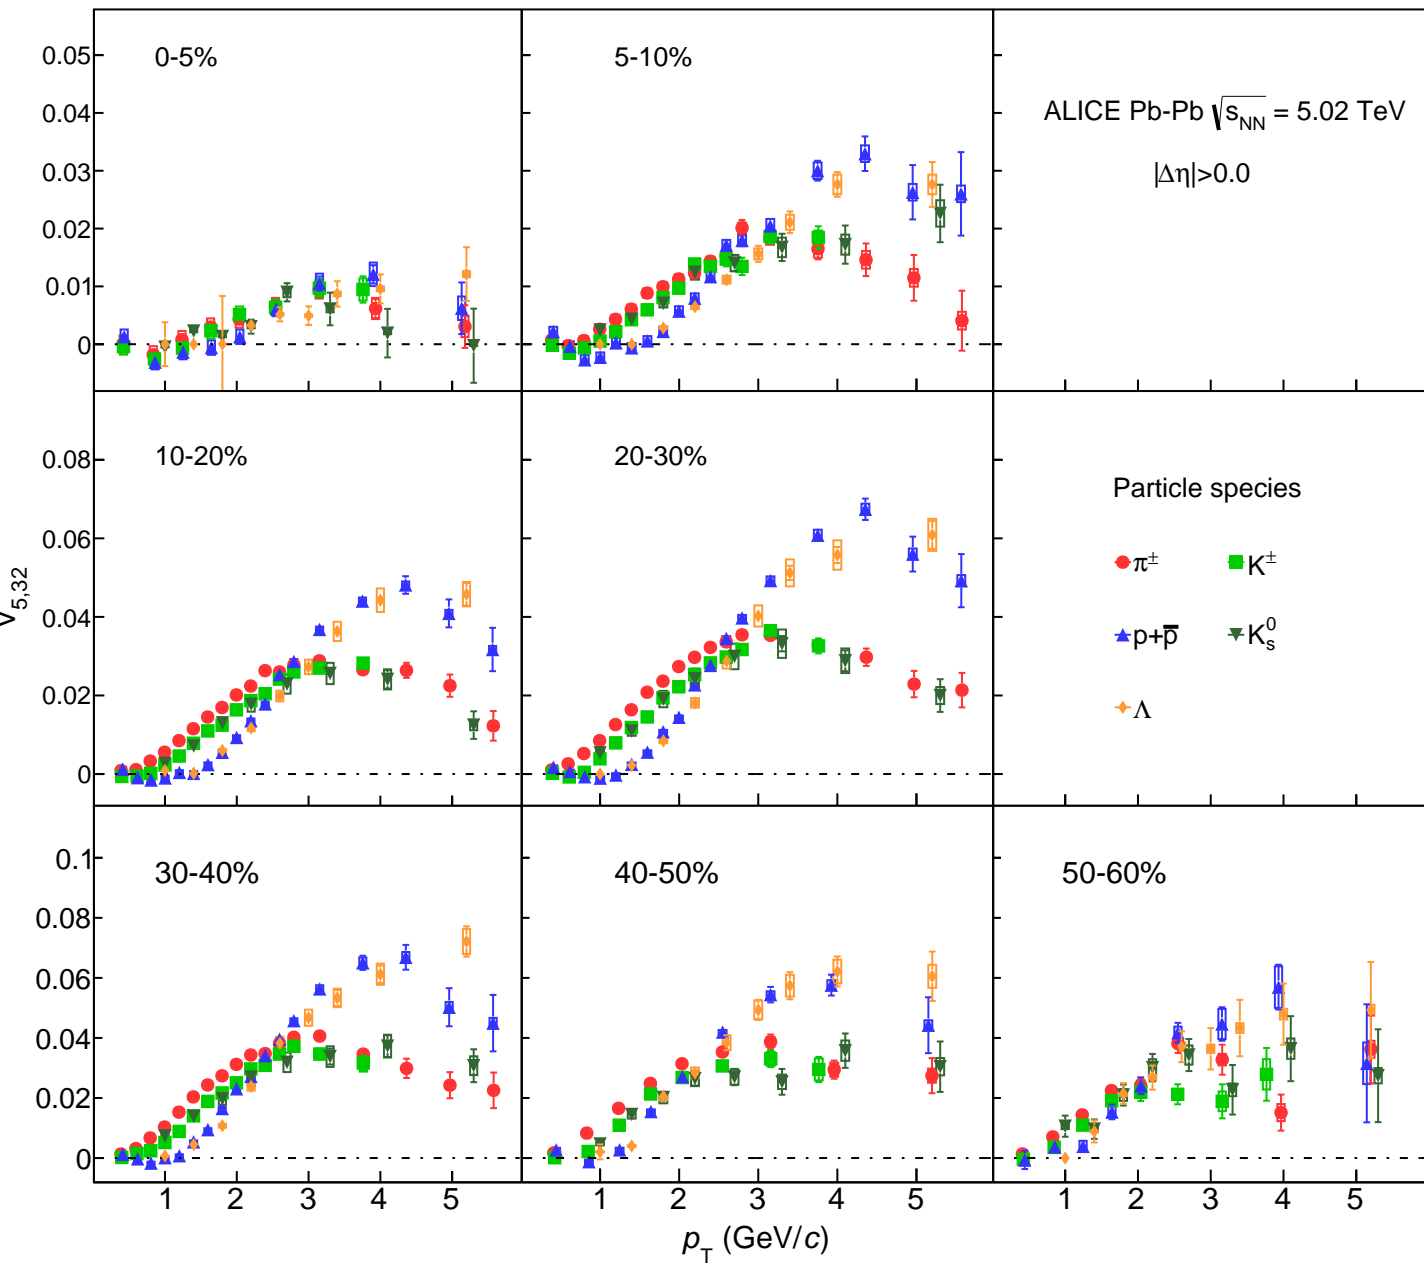 0-5%
5-10%
ALICE Pb-Pb √s_NN = 5.02 TeV
|Δη|>0.0
0.05
0.04
0.03
0.02
0.01
0
10-20%
20-30%
Particle species
π±
K±
p+p̅
K⁰ₛ
Λ
0.08
0.06
0.04
0.02
0
v_5,32
30-40%
40-50%
50-60%
0.1
0.08
0.06
0.04
0.02
0
1 2 3 4 5 1 2 3 4 5 1 2 3 4 5
p_T (GeV/c)